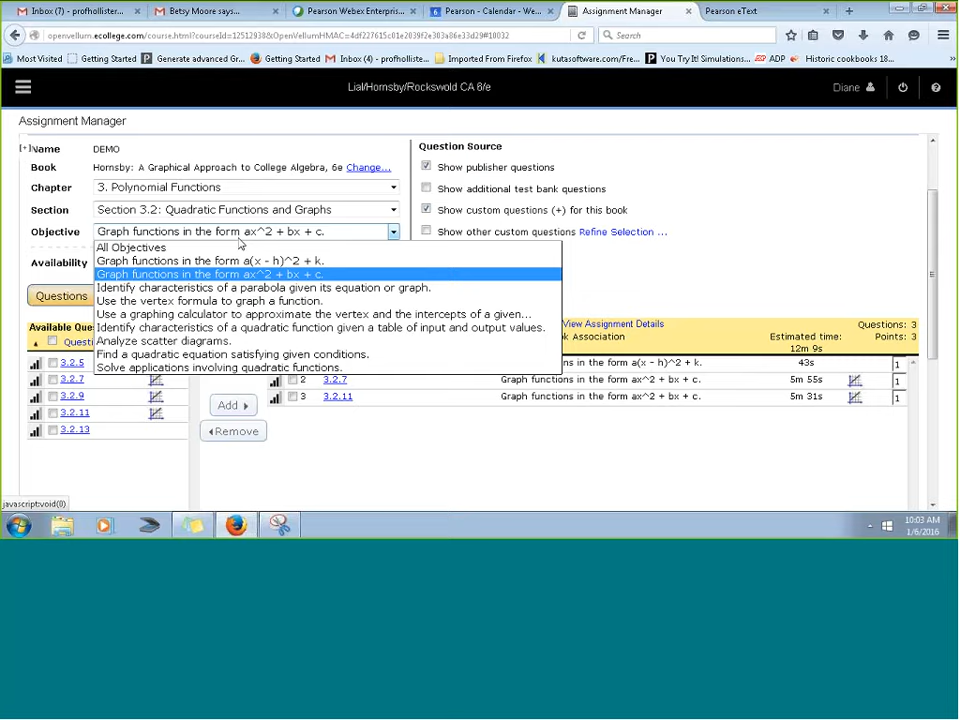 Inbox (7) - profhollister...
Betsy Moore says...
Pearson Webex Enterpris...
Pearson - Calendar - We...
Assignment Manager
Pearson eText
openvellum.ecollege.com/course.html?courseId=12512938&OpenVellumHMAC=4df227615c01e2039f2e303x86e33d29#10032
Search
Most Visited
Getting Started
Annuity Calculator
Generate advanced Gr...
Getting Started
Inbox (4) - profhollister...
Imported From Firefox
kutasoftware.com/Fre...
You Try It! Simulations...
ADP
Historic cookbooks 18...
Lial/Hornsby/Rockswold CA 6/e
Diane
Assignment Manager
[+] Name DEMO
Book Hornsby: A Graphical Approach to College Algebra, 6e Change...
Chapter 3. Polynomial Functions
Section Section 3.2: Quadratic Functions and Graphs
Objective Graph functions in the form ax^2 + bx + c.
All Objectives
Graph functions in the form a(x - h)^2 + k.
Graph functions in the form ax^2 + bx + c.
Identify characteristics of a parabola given its equation or graph.
Use the vertex formula to graph a function.
Use a graphing calculator to approximate the vertex and the intercepts of a given...
Identify characteristics of a quadratic function given a table of input and output values.
Analyze scatter diagrams.
Find a quadratic equation satisfying given conditions.
Solve applications involving quadratic functions.
Question Source
Show publisher questions
Show additional test bank questions
Show custom questions (+) for this book
Show other custom questions Refine Selection ...
Availability
Questions
Available Que
Questi
3.2.5
3.2.7
3.2.9
3.2.11
3.2.13
Add
Remove
View Assignment Details
Questions: 3
Points: 3
k Association
Estimated time:
12m 9s
ns in the form a(x - h)^2 + k. 43s 1
2 3.2.7 Graph functions in the form ax^2 + bx + c. 5m 55s 1
3 3.2.11 Graph functions in the form ax^2 + bx + c. 5m 31s 1
javascript:void(0)
10:03 AM
1/6/2016